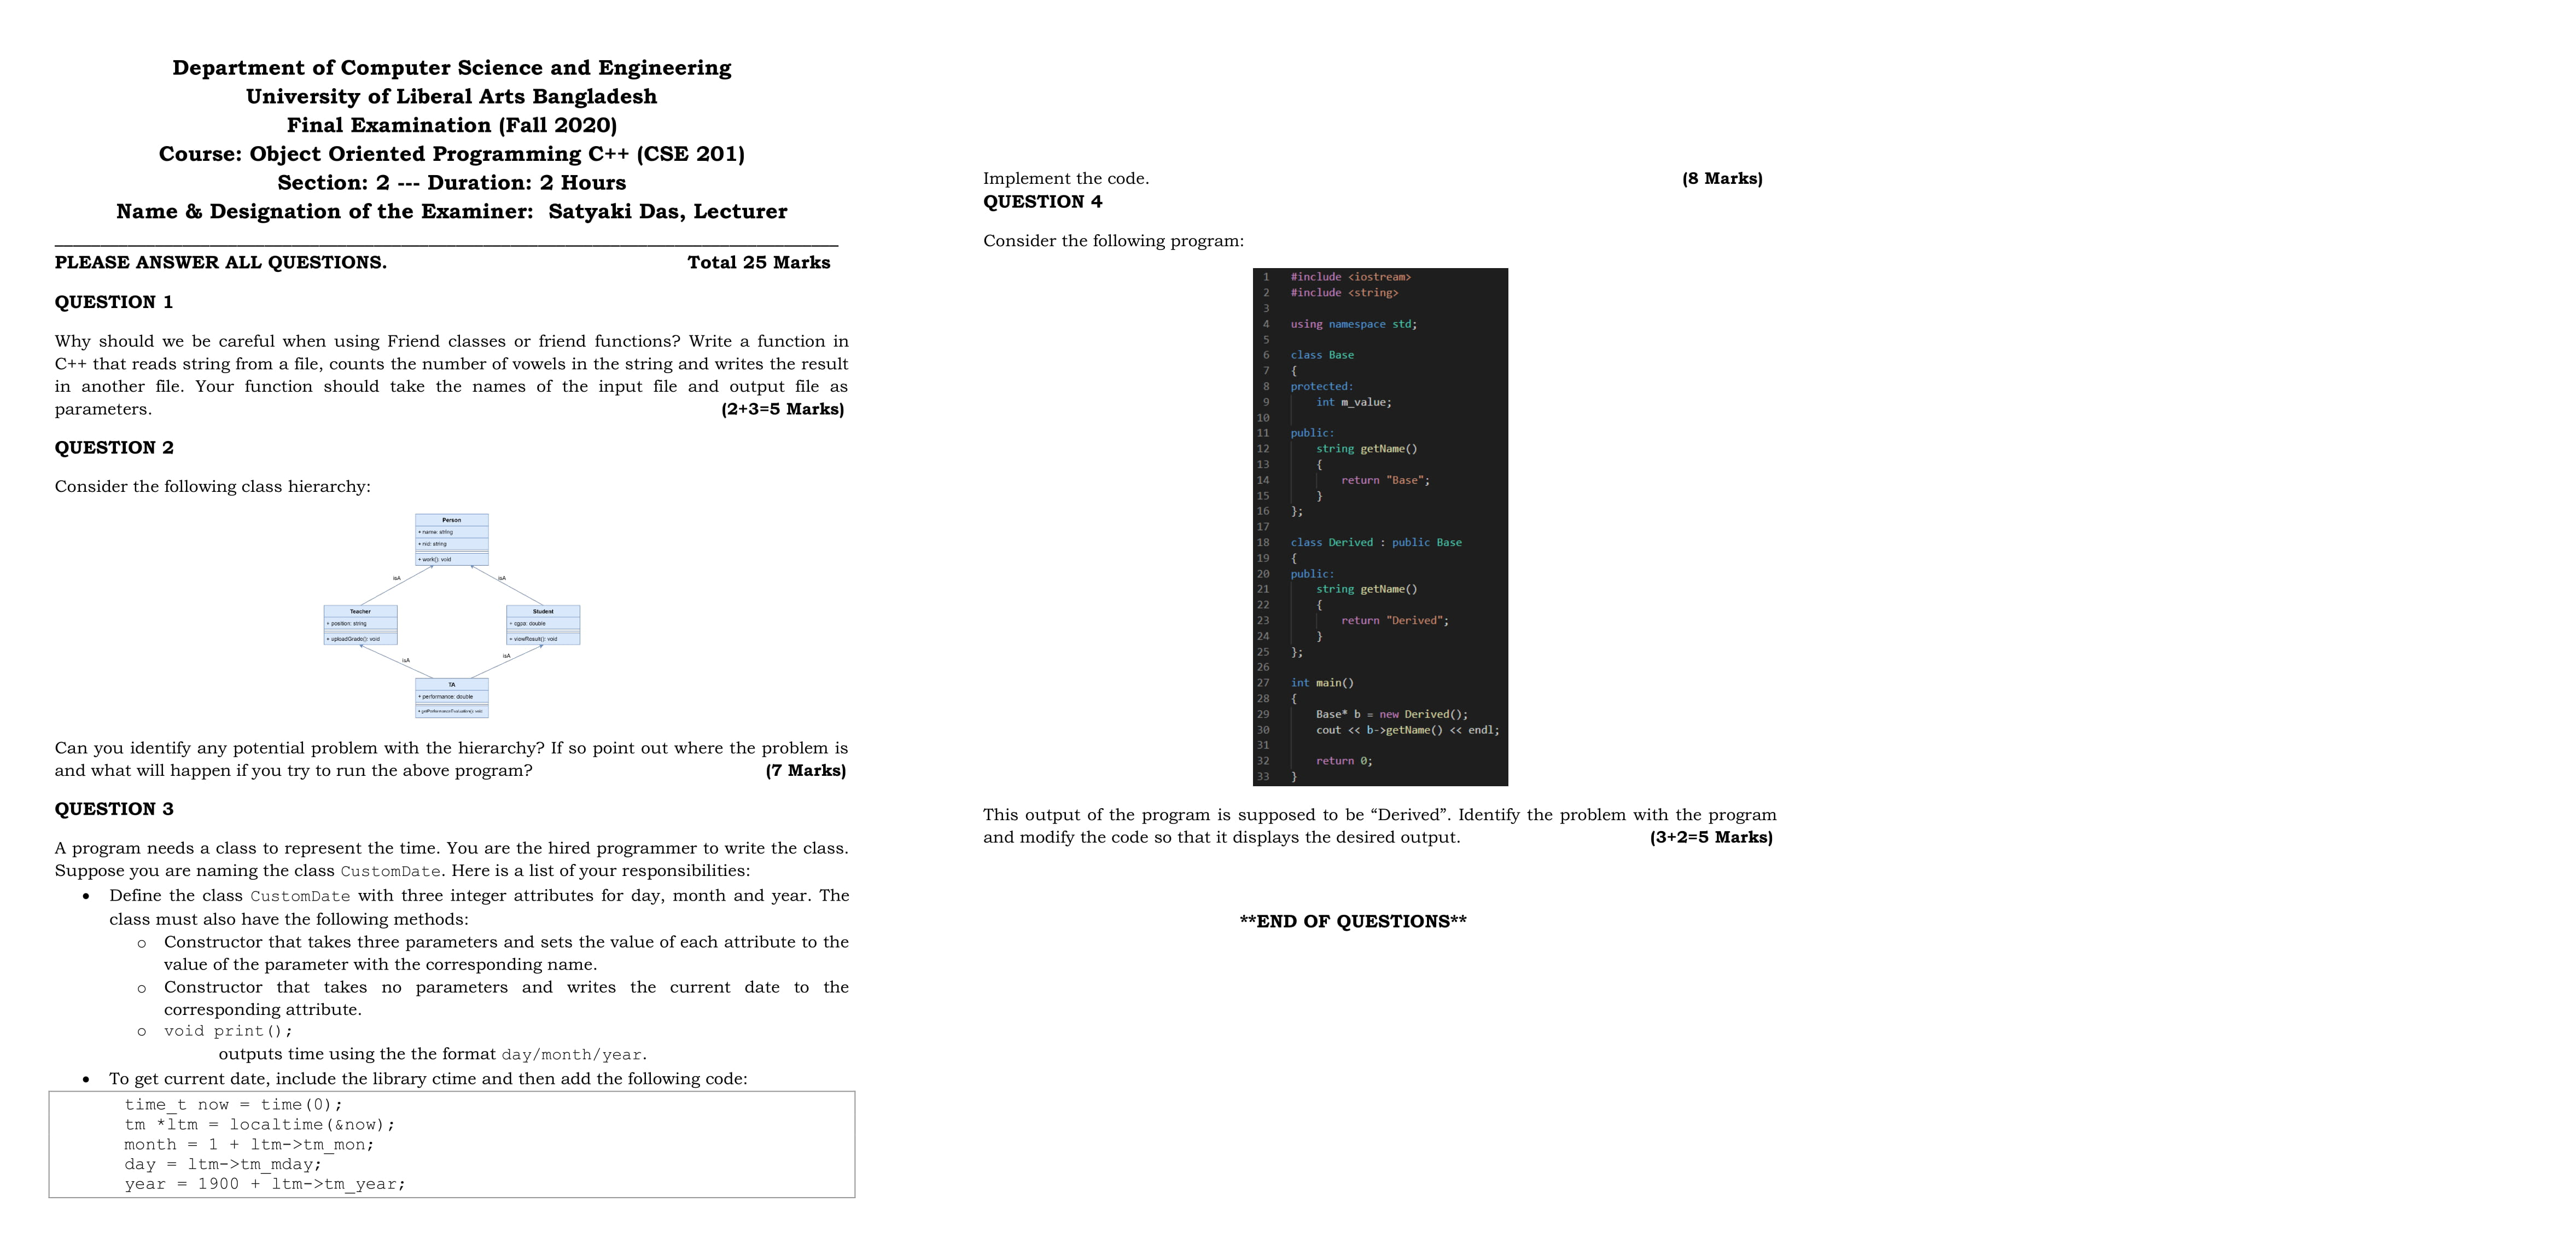 Department of Computer Science and Engineering
University of Liberal Arts Bangladesh
Final Examination (Fall 2020)
Course: Object Oriented Programming C++ (CSE 201)
Section: 2 --- Duration: 2 Hours
Name & Designation of the Examiner:  Satyaki Das, Lecturer
PLEASE ANSWER ALL QUESTIONS. Total 25 Marks
QUESTION 1
Why should we be careful when using Friend classes or friend functions? Write a function in
C++ that reads string from a file, counts the number of vowels in the string and writes the result
in another file. Your function should take the names of the input file and output file as
parameters. (2+3=5 Marks)
QUESTION 2
Consider the following class hierarchy:
Person
+ name: string
+ nid: string
+ work(): void
isA
isA
Teacher
+ position: string
+ uploadGrade(): void
Student
+ cgpa: double
+ viewResult(): void
isA
isA
TA
+ performance: double
+ getPerformanceEvaluation(): void
Can you identify any potential problem with the hierarchy? If so point out where the problem is
and what will happen if you try to run the above program? (7 Marks)
QUESTION 3
A program needs a class to represent the time. You are the hired programmer to write the class.
Suppose you are naming the class CustomDate. Here is a list of your responsibilities:
• Define the class CustomDate with three integer attributes for day, month and year. The
class must also have the following methods:
o Constructor that takes three parameters and sets the value of each attribute to the
value of the parameter with the corresponding name.
o Constructor that takes no parameters and writes the current date to the
corresponding attribute.
o void print();
outputs time using the the format day/month/year.
• To get current date, include the library ctime and then add the following code:
time_t now = time(0);
tm *ltm = localtime(&now);
month = 1 + ltm->tm_mon;
day = ltm->tm_mday;
year = 1900 + ltm->tm_year;
Implement the code. (8 Marks)
QUESTION 4
Consider the following program:
1 #include <iostream>
2 #include <string>
3
4 using namespace std;
5
6 class Base
7 {
8 protected:
9 int m_value;
10
11 public:
12 string getName()
13 {
14 return "Base";
15 }
16 };
17
18 class Derived : public Base
19 {
20 public:
21 string getName()
22 {
23 return "Derived";
24 }
25 };
26
27 int main()
28 {
29 Base* b = new Derived();
30 cout << b->getName() << endl;
31
32 return 0;
33 }
This output of the program is supposed to be “Derived”. Identify the problem with the program
and modify the code so that it displays the desired output. (3+2=5 Marks)
**END OF QUESTIONS**